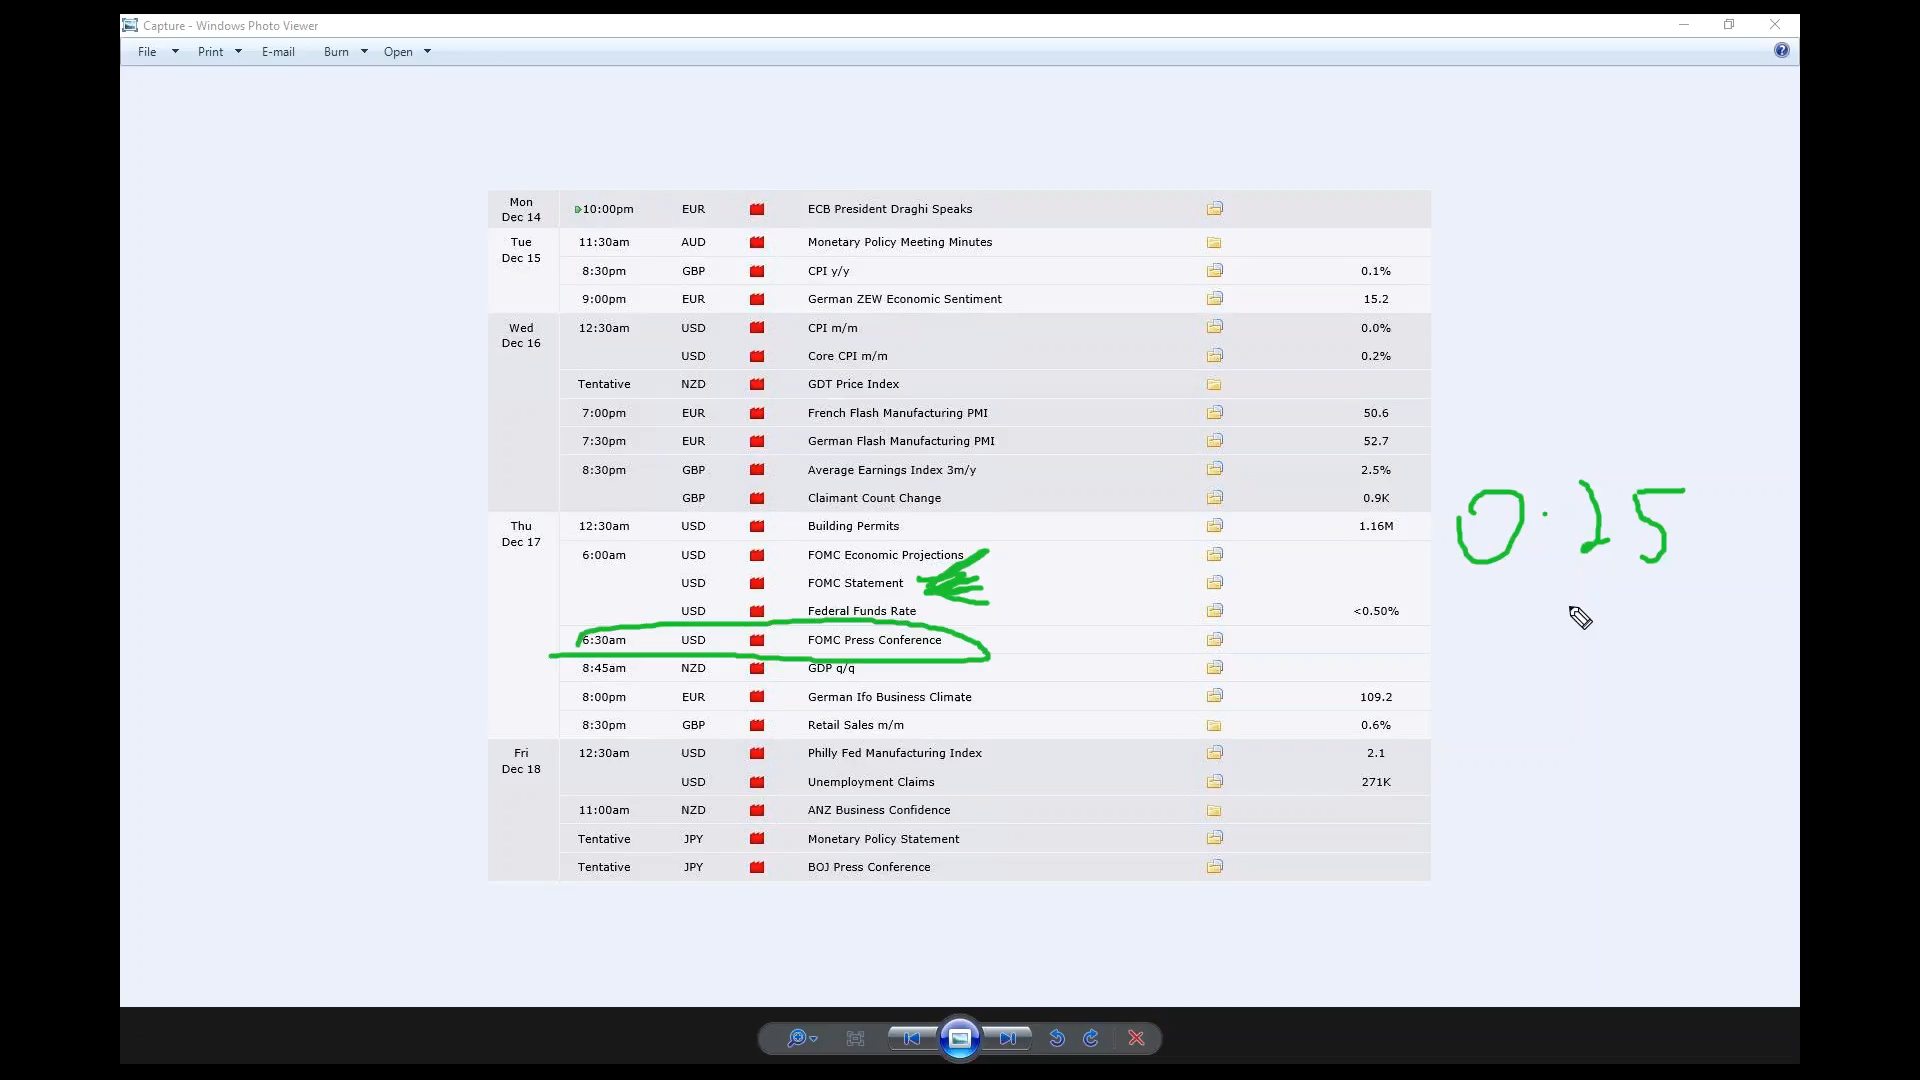 Capture - Windows Photo Viewer
File Print E-mail Burn Open
Mon Dec 14 10:00pm EUR ECB President Draghi Speaks
Tue Dec 15 11:30am AUD Monetary Policy Meeting Minutes
8:30pm GBP CPI y/y 0.1%
9:00pm EUR German ZEW Economic Sentiment 15.2
Wed Dec 16 12:30am USD CPI m/m 0.0%
USD Core CPI m/m 0.2%
Tentative NZD GDT Price Index
7:00pm EUR French Flash Manufacturing PMI 50.6
7:30pm EUR German Flash Manufacturing PMI 52.7
8:30pm GBP Average Earnings Index 3m/y 2.5%
GBP Claimant Count Change 0.9K
Thu Dec 17 12:30am USD Building Permits 1.16M
6:00am USD FOMC Economic Projections
USD FOMC Statement
USD Federal Funds Rate <0.50%
6:30am USD FOMC Press Conference
8:45am NZD GDP q/q
8:00pm EUR German Ifo Business Climate 109.2
8:30pm GBP Retail Sales m/m 0.6%
Fri Dec 18 12:30am USD Philly Fed Manufacturing Index 2.1
USD Unemployment Claims 271K
11:00am NZD ANZ Business Confidence
Tentative JPY Monetary Policy Statement
Tentative JPY BOJ Press Conference
0.25